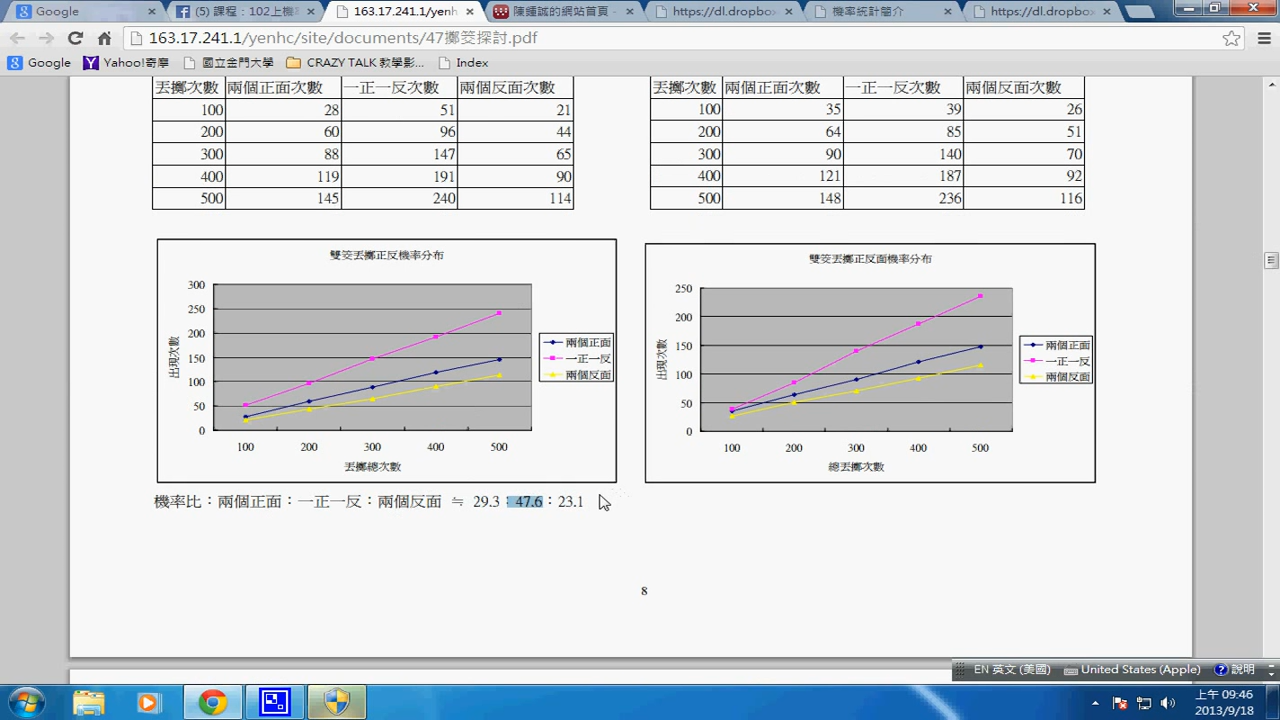 Google
(5) 課程：102上機率
163.17.241.1/yenh
陳鍾誠的網站首頁 -
https://dl.dropbox
機率統計簡介
https://dl.dropbox
163.17.241.1/yenhc/site/documents/47擲筊探討.pdf
Google
Yahoo!奇摩
國立金門大學
CRAZY TALK 教學影...
Index
丟擲次數 兩個正面次數 一正一反次數 兩個反面次數
100 28 51 21
200 60 96 44
300 88 147 65
400 119 191 90
500 145 240 114
丟擲次數 兩個正面次數 一正一反次數 兩個反面次數
100 35 39 26
200 64 85 51
300 90 140 70
400 121 187 92
500 148 236 116
雙筊丟擲正反機率分布
300
250
200
150
100
50
0
出現次數
100 200 300 400 500
丟擲總次數
兩個正面
一正一反
兩個反面
雙筊丟擲正反面機率分布
250
200
150
100
50
0
出現次數
100 200 300 400 500
總丟擲次數
兩個正面
一正一反
兩個反面
機率比：兩個正面：一正一反：兩個反面 ≒ 29.3：47.6：23.1
8
EN 英文 (美國) United States (Apple) 說明
上午 09:46
2013/9/18